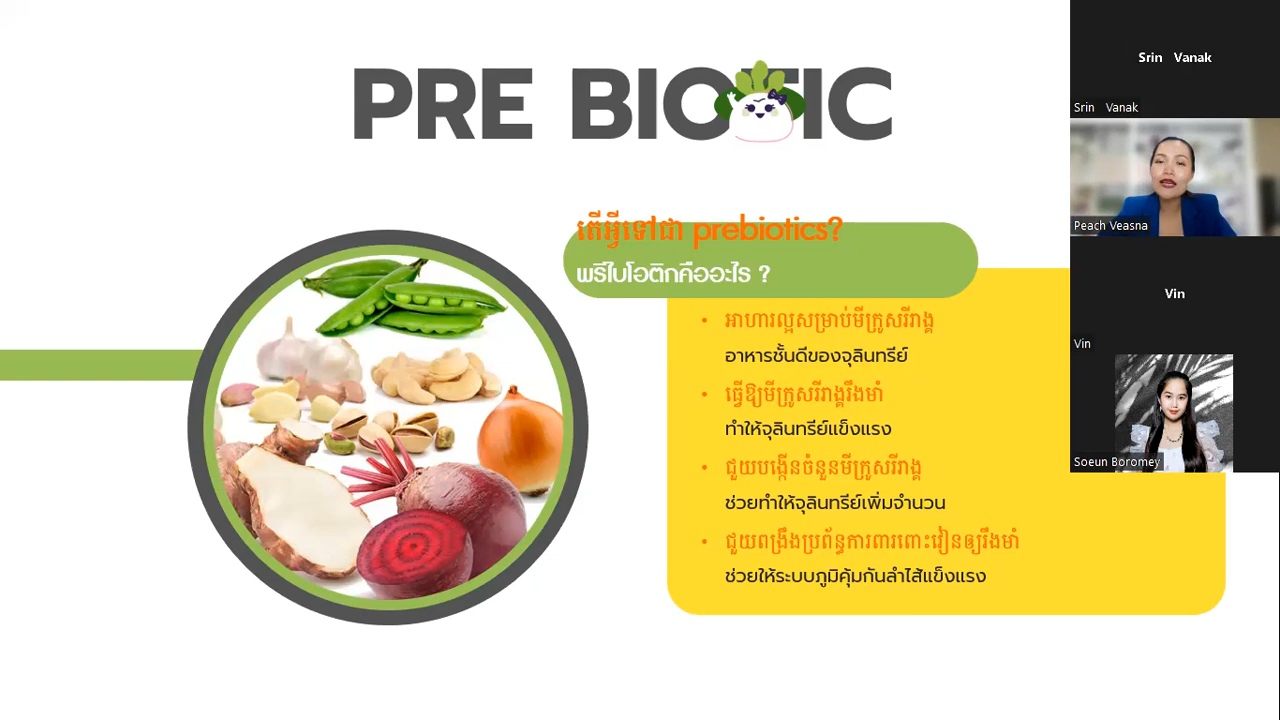 PRE BIOTIC
តើអ្វីទៅជា prebiotics?
พรีไบโอติกคืออะไร ?
• អាហារល្អសម្រាប់មីក្រូសរីរាង្គ
อาหารชั้นดีของจุลินทรีย์
• ធ្វើឱ្យមីក្រូសរីរាង្គរឹងមាំ
ทำให้จุลินทรีย์แข็งแรง
• ជួយបង្កើនចំនួនមីក្រូសរីរាង្គ
ช่วยทำให้จุลินทรีย์เพิ่มจำนวน
• ជួយពង្រឹងប្រព័ន្ធការពារពោះវៀនឲ្យរឹងមាំ
ช่วยให้ระบบภูมิคุ้มกันลำไส้แข็งแรง
Srin Vanak
Srin Vanak
Peach Veasna
Vin
Vin
Soeun Boromey